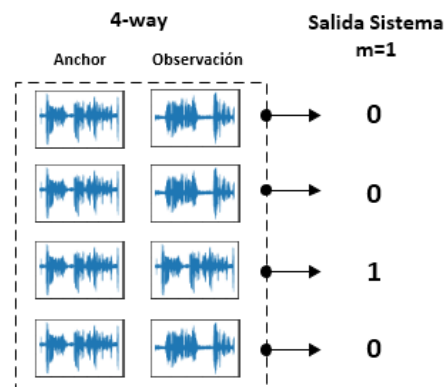 4-way
Salida Sistema
m=1
Anchor
Observación
0
0
1
0